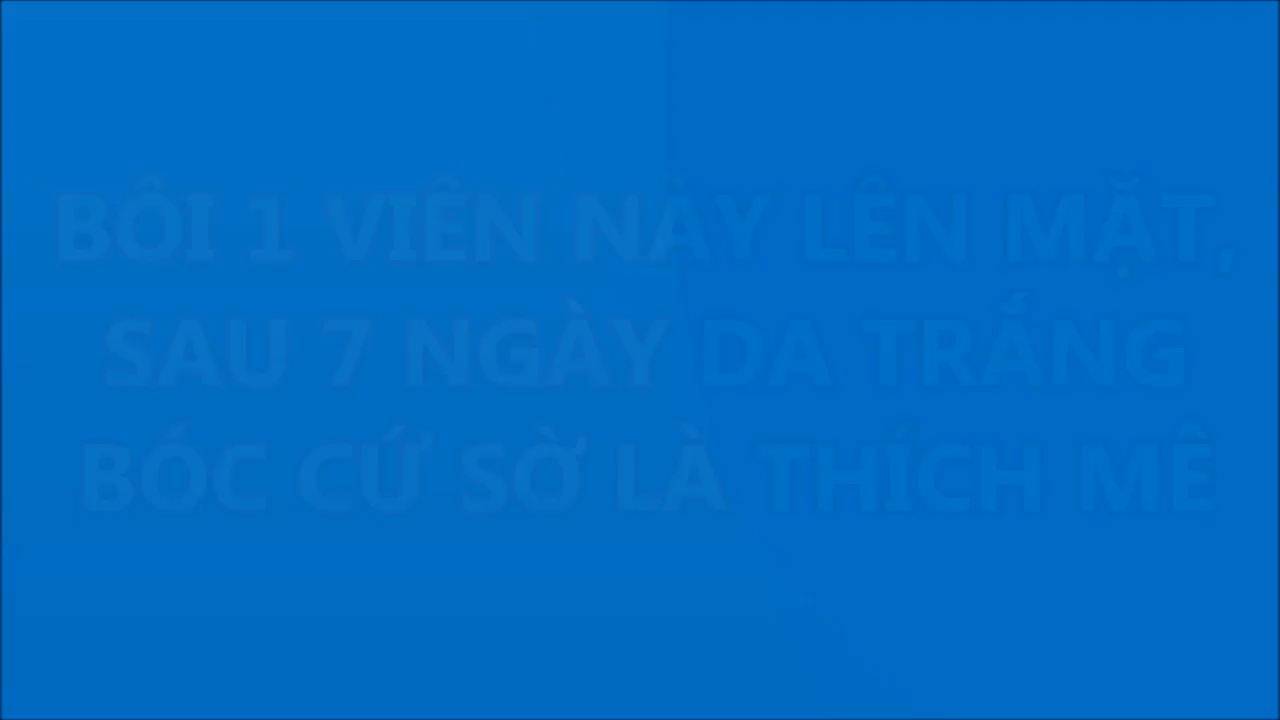 BÔI 1 VIÊN NÀY LÊN MẶT,
SAU 7 NGÀY DA TRẮNG
BÓC CỨ SỜ LÀ THÍCH MÊ